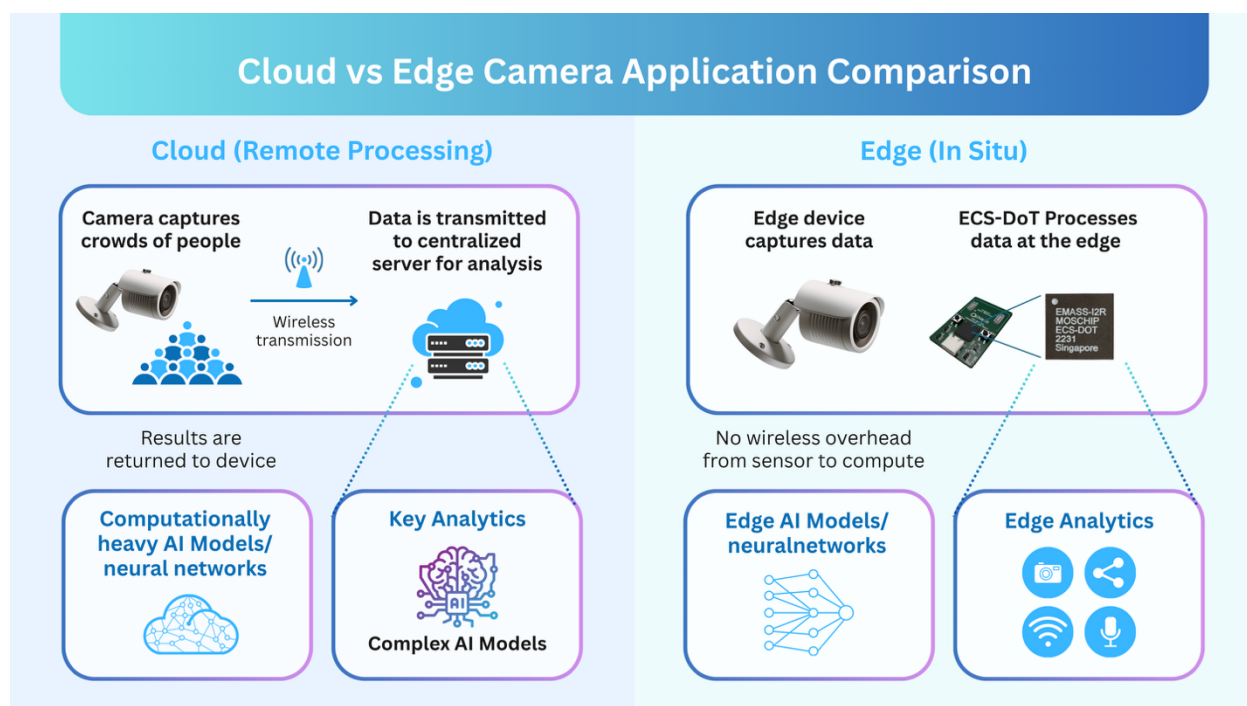 Cloud vs Edge Camera Application Comparison
Cloud (Remote Processing)
Camera captures
crowds of people
Wireless
transmission
Data is transmitted
to centralized
server for analysis
Results are
returned to device
Computationally
heavy AI Models/
neural networks
Key Analytics
AI
Complex AI Models
Edge (In Situ)
Edge device
captures data
ECS-DoT Processes
data at the edge
EMASS-I2R
MOSCHIP
ECS-DOT
2231
Singapore
No wireless overhead
from sensor to compute
Edge AI Models/
neuralnetworks
Edge Analytics